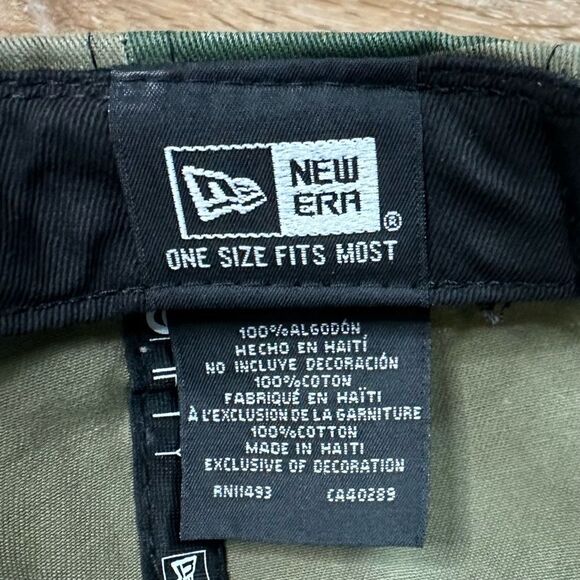 NEW
ERA
®
ONE SIZE FITS MOST
100%ALGODÓN
HECHO EN HAITÍ
NO INCLUYE DECORACIÓN
100%COTON
FABRIQUÉ EN HAÏTI
À L'EXCLUSION DE LA GARNITURE
100%COTTON
MADE IN HAITI
EXCLUSIVE OF DECORATION
RN11493 CA40289